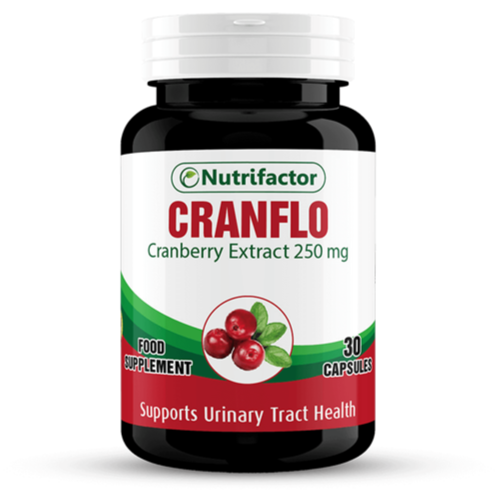 Nutrifactor
CRANFLO
Cranberry Extract 250 mg
FOOD
SUPPLEMENT
30
CAPSULES
Supports Urinary Tract Health